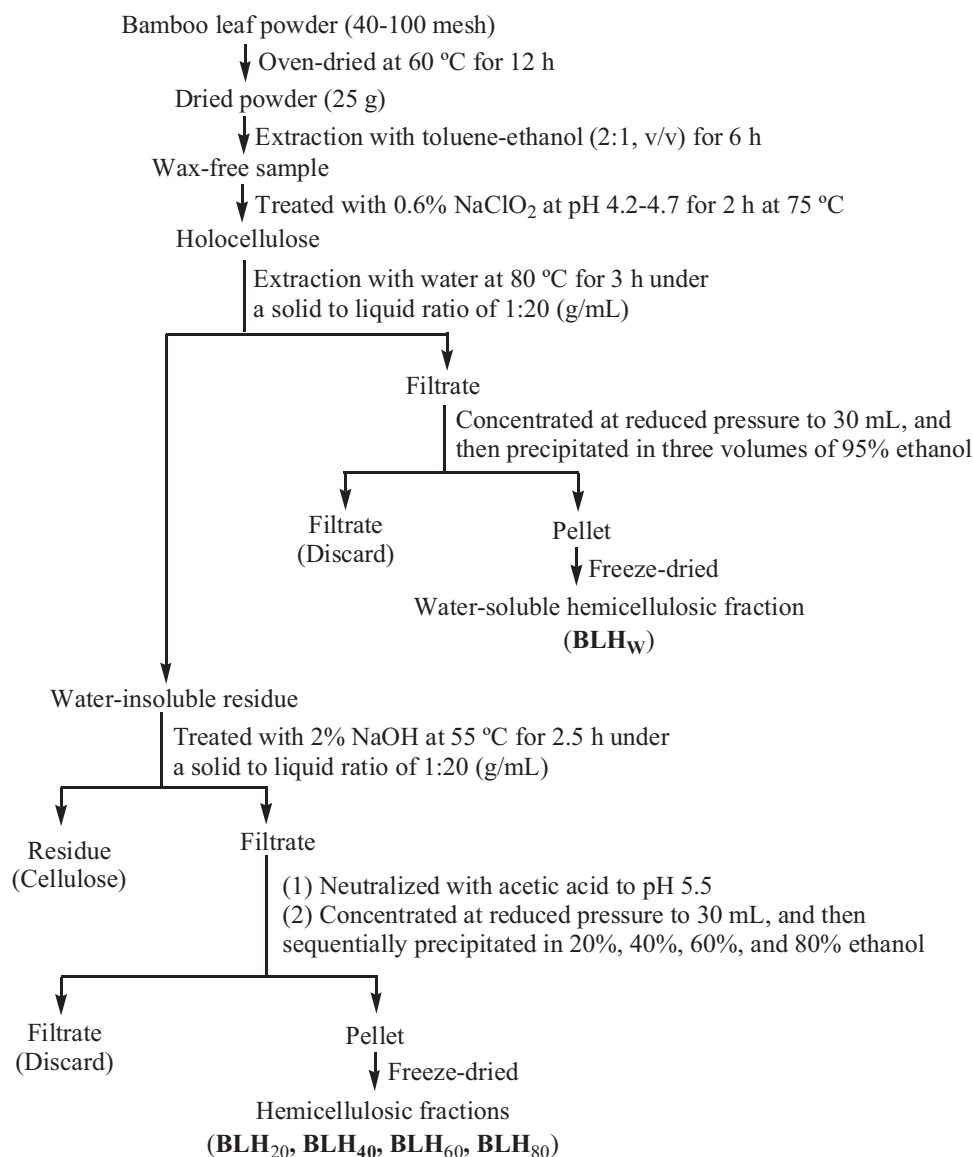 Bamboo leaf powder (40-100 mesh)
Oven-dried at 60 ºC for 12 h
Dried powder (25 g)
Extraction with toluene-ethanol (2:1, v/v) for 6 h
Wax-free sample
Treated with 0.6% NaClO₂ at pH 4.2-4.7 for 2 h at 75 ºC
Holocellulose
Extraction with water at 80 ºC for 3 h under
a solid to liquid ratio of 1:20 (g/mL)
Filtrate
Concentrated at reduced pressure to 30 mL, and
then precipitated in three volumes of 95% ethanol
Filtrate
(Discard)
Pellet
Freeze-dried
Water-soluble hemicellulosic fraction
(BLHW)
Water-insoluble residue
Treated with 2% NaOH at 55 ºC for 2.5 h under
a solid to liquid ratio of 1:20 (g/mL)
Residue
(Cellulose)
Filtrate
(1) Neutralized with acetic acid to pH 5.5
(2) Concentrated at reduced pressure to 30 mL, and then
sequentially precipitated in 20%, 40%, 60%, and 80% ethanol
Filtrate
(Discard)
Pellet
Freeze-dried
Hemicellulosic fractions
(BLH₂₀, BLH₄₀, BLH₆₀, BLH₈₀)